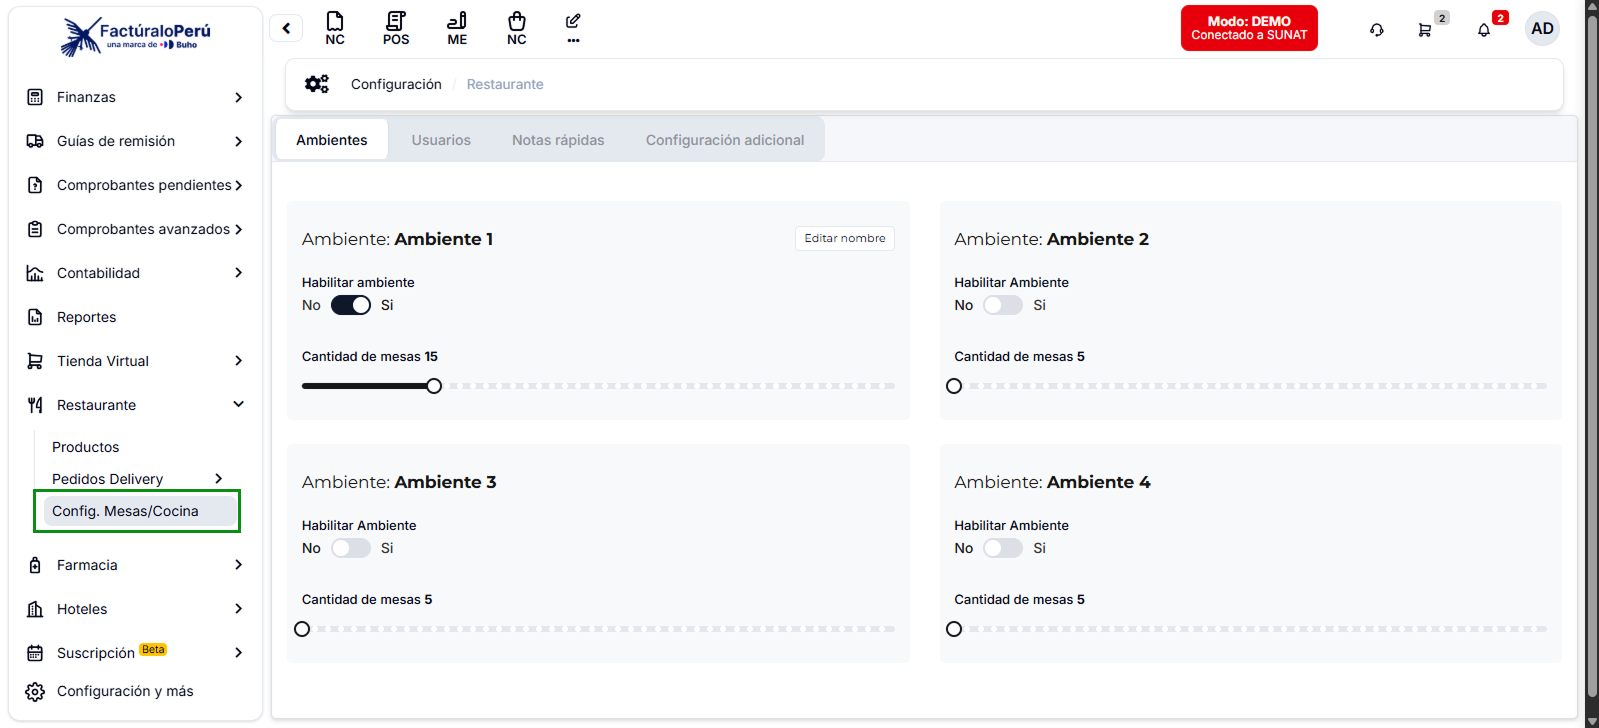 FactúraloPerú
una marca de Buho
Finanzas
Guías de remisión
Comprobantes pendientes
Comprobantes avanzados
Contabilidad
Reportes
Tienda Virtual
Restaurante
Productos
Pedidos Delivery
Config. Mesas/Cocina
Farmacia
Hoteles
Suscripción Beta
Configuración y más
NC
POS
ME
NC
Modo: DEMO
Conectado a SUNAT
2
2
AD
Configuración / Restaurante
Ambientes
Usuarios
Notas rápidas
Configuración adicional
Ambiente: Ambiente 1
Editar nombre
Habilitar ambiente
No Si
Cantidad de mesas 15
Ambiente: Ambiente 2
Habilitar Ambiente
No Si
Cantidad de mesas 5
Ambiente: Ambiente 3
Habilitar Ambiente
No Si
Cantidad de mesas 5
Ambiente: Ambiente 4
Habilitar Ambiente
No Si
Cantidad de mesas 5